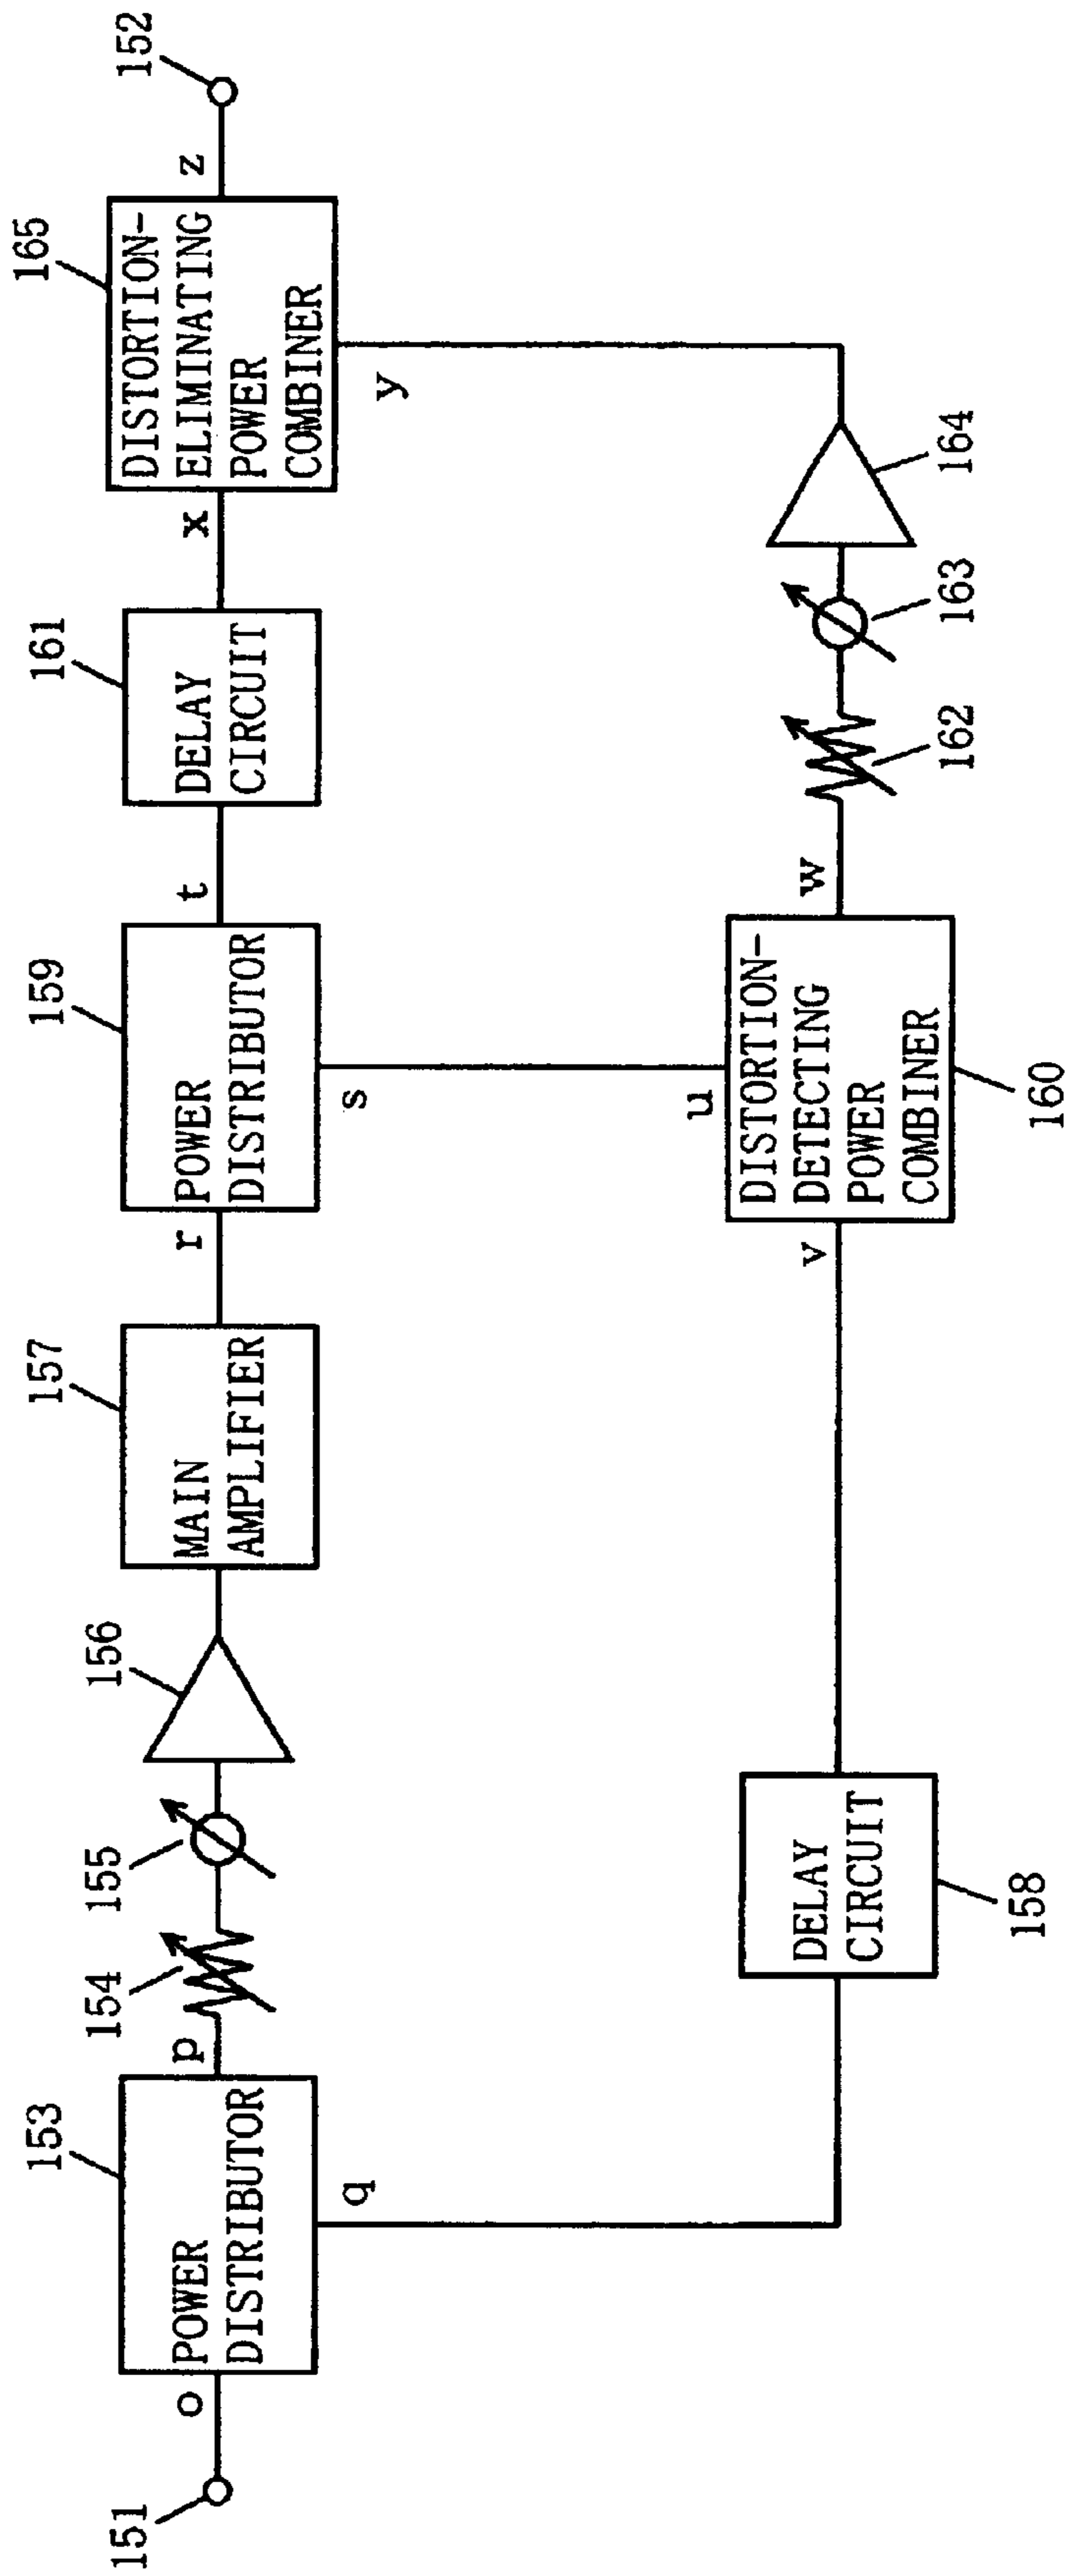 151
o
153
POWER
DISTRIBUTOR
p
q
154
155
156
157
MAIN
AMPLIFIER
r
159
POWER
DISTRIBUTOR
s
t
161
DELAY
CIRCUIT
x
165
DISTORTION-
ELIMINATING
POWER
COMBINER
y
z
152
158
DELAY
CIRCUIT
v
u
DISTORTION-
DETECTING
POWER
COMBINER
160
w
162
163
164